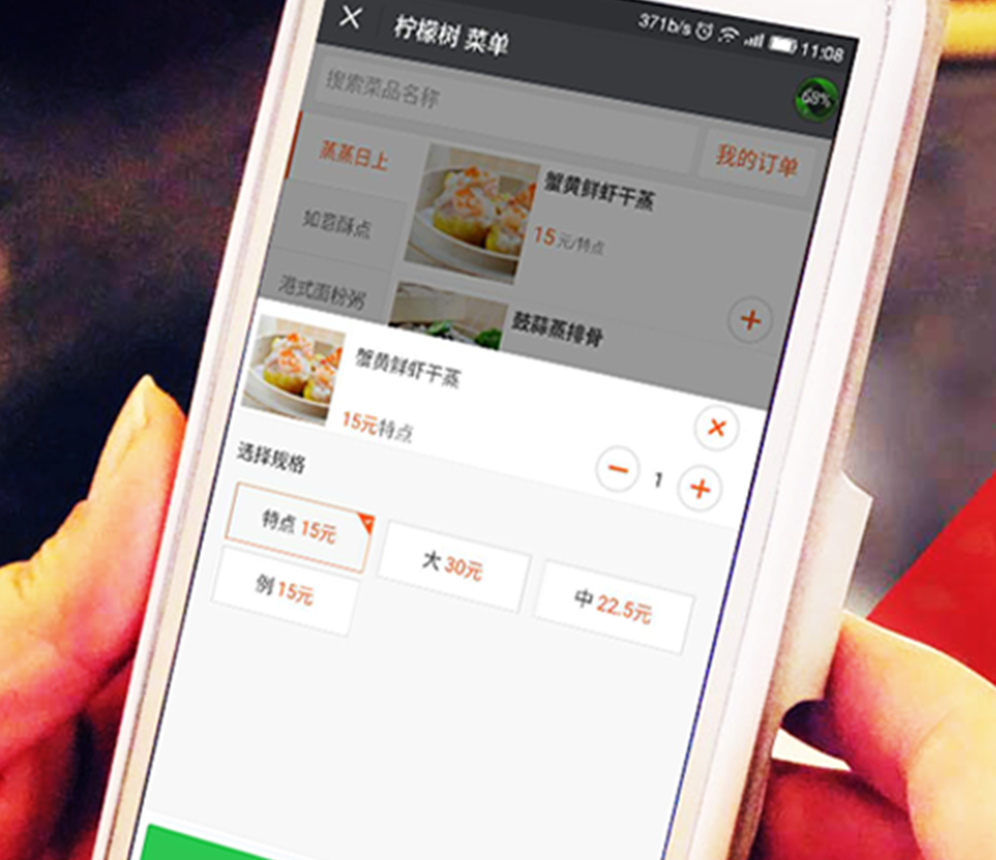 371b/s 11:08
柠檬树 菜单
68%
搜索菜品名称
我的订单
蒸蒸日上
如意酥点
港式面粉粥
蟹黄鲜虾干蒸
15元/特点
豉蒜蒸排骨
蟹黄鲜虾干蒸
15元特点
1
选择规格
特点 15元
大 30元
中 22.5元
例 15元